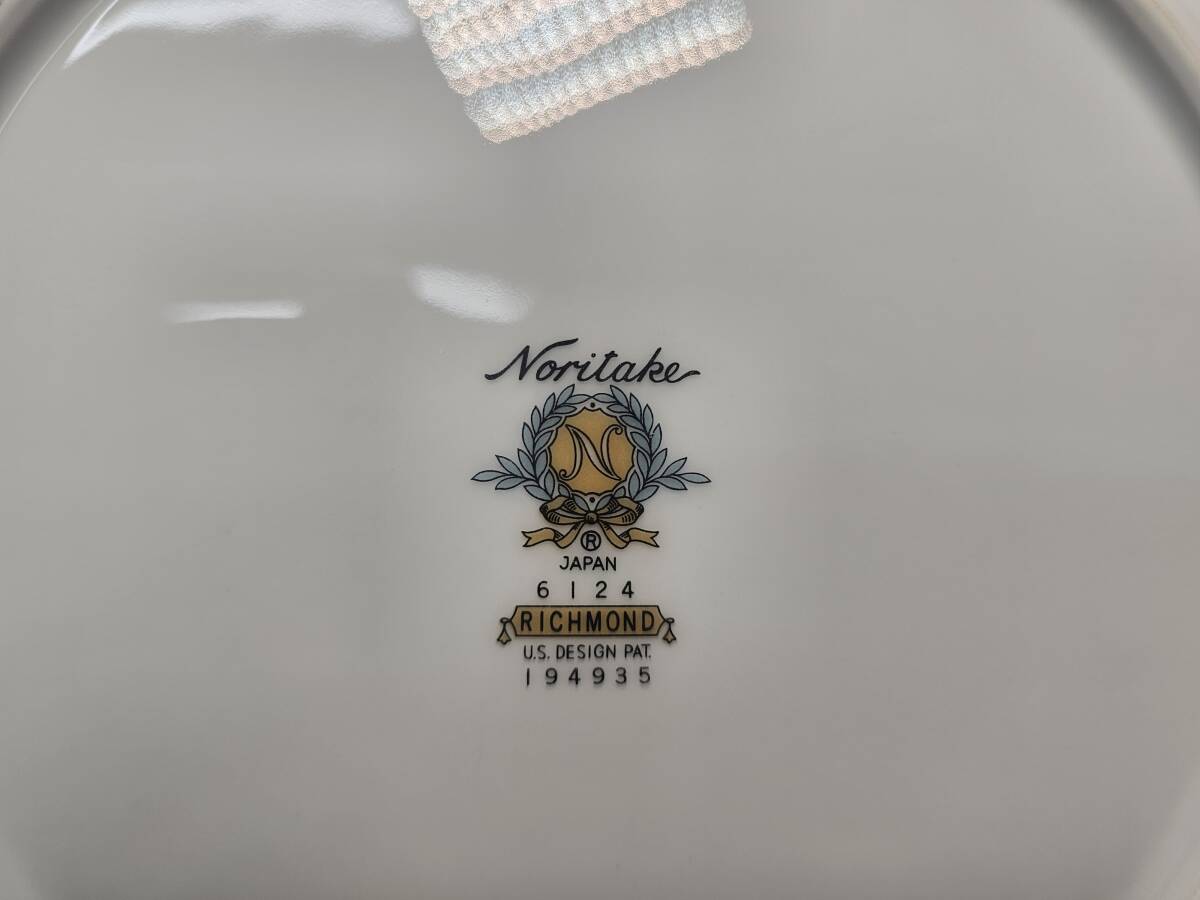 Noritake
N
®
JAPAN
6124
RICHMOND
U.S. DESIGN PAT.
194935